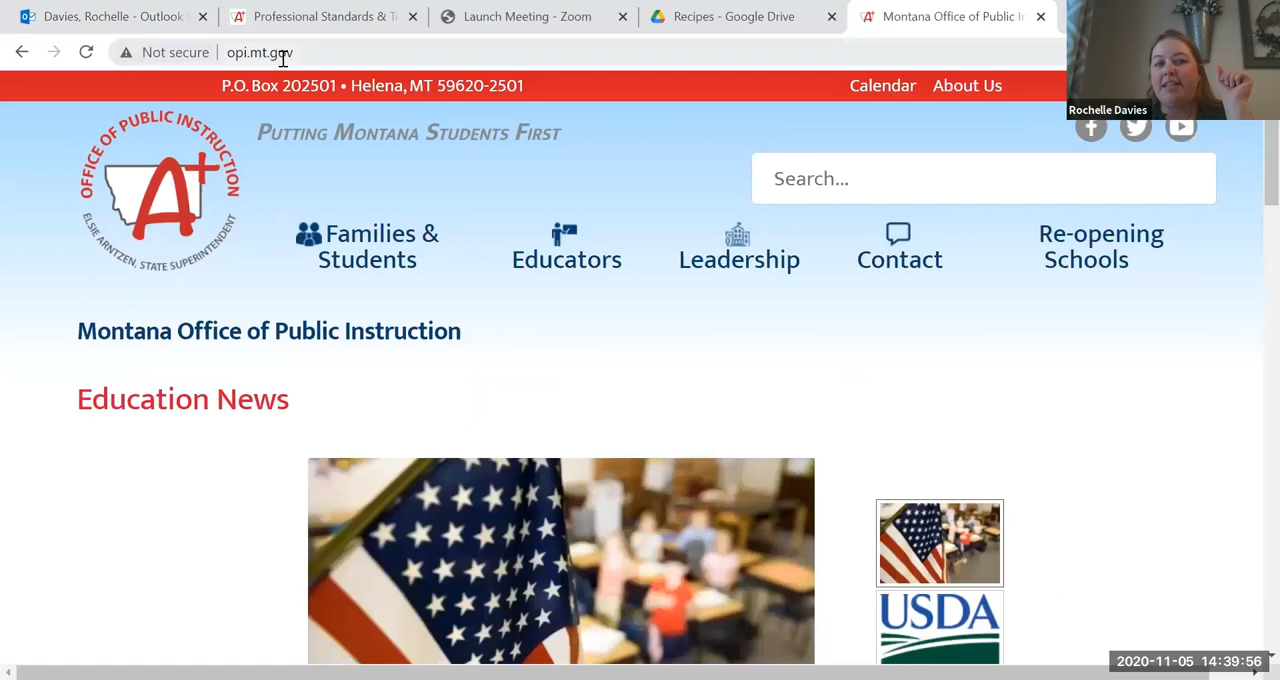 Davies, Rochelle - Outlook
Professional Standards & T
Launch Meeting - Zoom
Recipes - Google Drive
Montana Office of Public In
Not secure
opi.mt.gov
P.O. Box 202501 • Helena, MT 59620-2501
Calendar
About Us
Rochelle Davies
OFFICE OF PUBLIC INSTRUCTION
A+
ELSIE ARNTZEN, STATE SUPERINTENDENT
PUTTING MONTANA STUDENTS FIRST
Search...
Families & Students
Educators
Leadership
Contact
Re-opening Schools
Montana Office of Public Instruction
Education News
USDA
2020-11-05 14:39:56